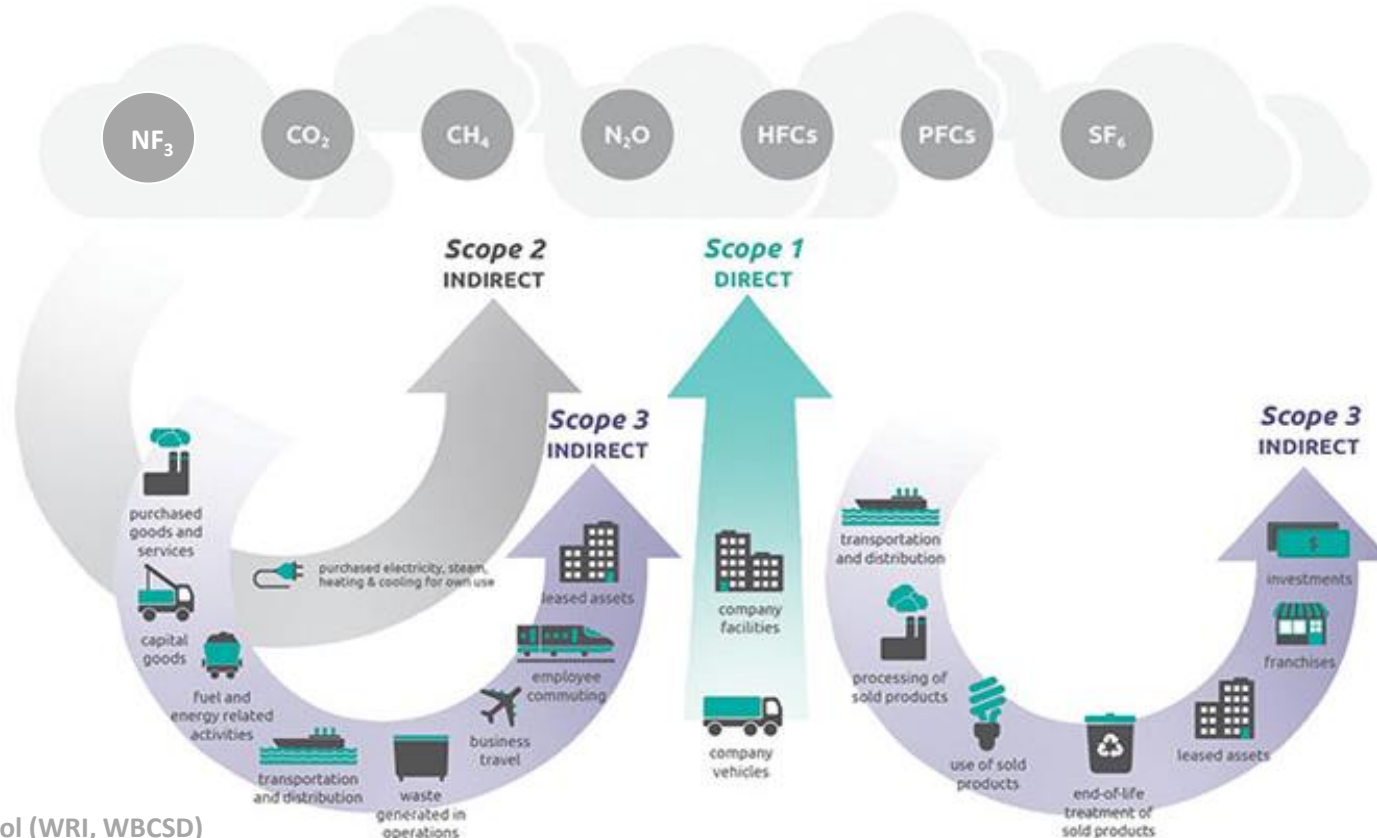 NF3
CO2
CH4
N2O
HFCs
PFCs
SF6
Scope 2
INDIRECT
Scope 1
DIRECT
Scope 3
INDIRECT
Scope 3
INDIRECT
purchased
goods and
services
capital
goods
fuel and
energy related
activities
transportation
and distribution
waste
generated in
operations
business
travel
employee
commuting
leased assets
purchased electricity, steam,
heating & cooling for own use
company
facilities
company
vehicles
transportation
and distribution
processing of
sold products
use of sold
products
end-of-life
treatment of
sold products
leased assets
franchises
investments
$
ol (WRI, WBCSD)